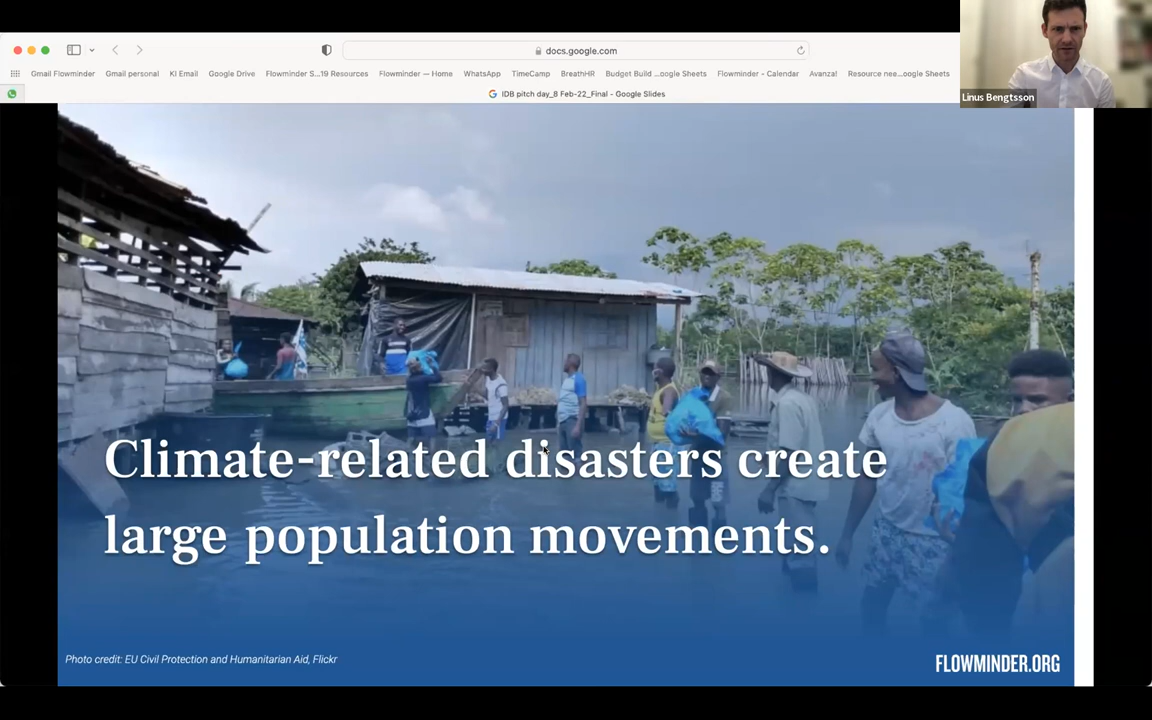 docs.google.com
Gmail Flowminder
Gmail personal
KI Email
Google Drive
Flowminder S...19 Resources
Flowminder — Home
WhatsApp
TimeCamp
BreathHR
Budget Build ...oogle Sheets
Flowminder - Calendar
Avanza!
Resource nee...oogle Sheets
IDB pitch day_8 Feb-22_Final - Google Slides
Linus Bengtsson
Climate-related disasters create
large population movements.
Photo credit: EU Civil Protection and Humanitarian Aid, Flickr
FLOWMINDER.ORG